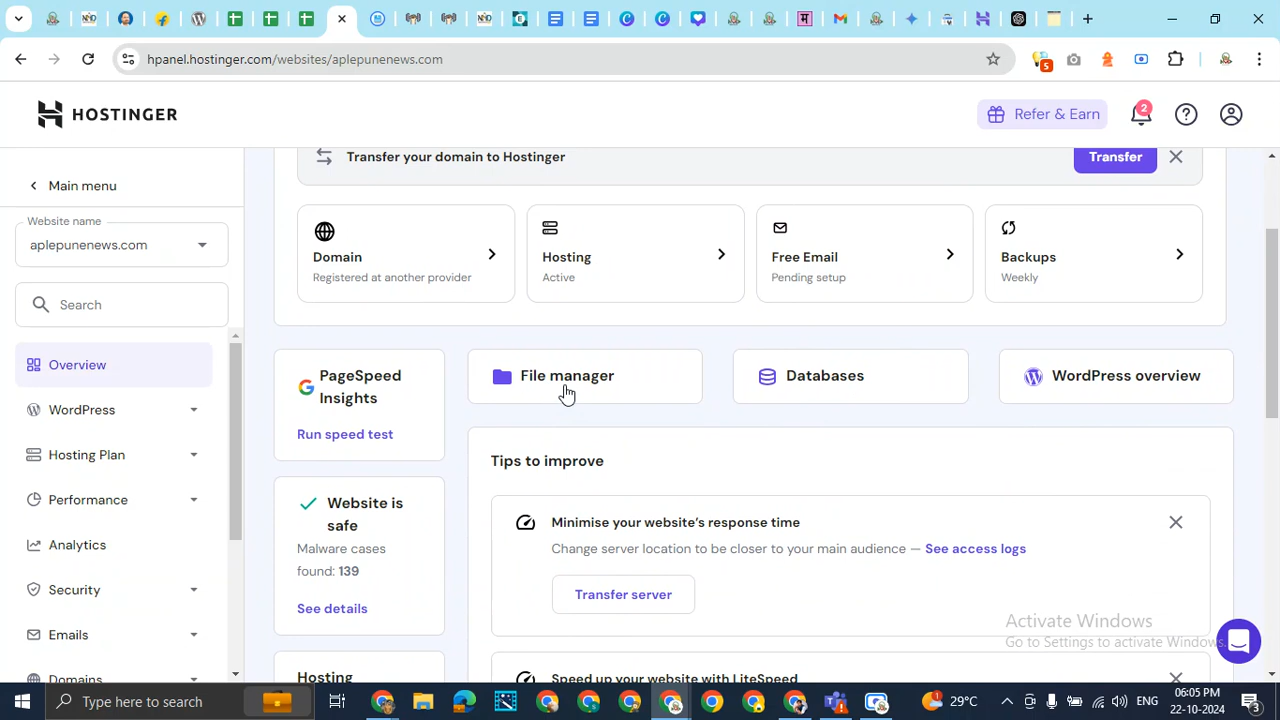 hpanel.hostinger.com/websites/aplepunenews.com
5
HOSTINGER
Refer & Earn
2
Main menu
Website name
aplepunenews.com
Search
Overview
WordPress
Hosting Plan
Performance
Analytics
Security
Emails
Domains
Transfer your domain to Hostinger
Transfer
Domain
Registered at another provider
Hosting
Active
Free Email
Pending setup
Backups
Weekly
PageSpeed
Insights
Run speed test
File manager
Databases
WordPress overview
Website is
safe
Malware cases
found: 139
See details
Hosting
Tips to improve
Minimise your website's response time
Change server location to be closer to your main audience — See access logs
Transfer server
Speed up your website with LiteSpeed
Activate Windows
Go to Settings to activate Windows.
Type here to search
29°C
ENG
06:05 PM
22-10-2024
3